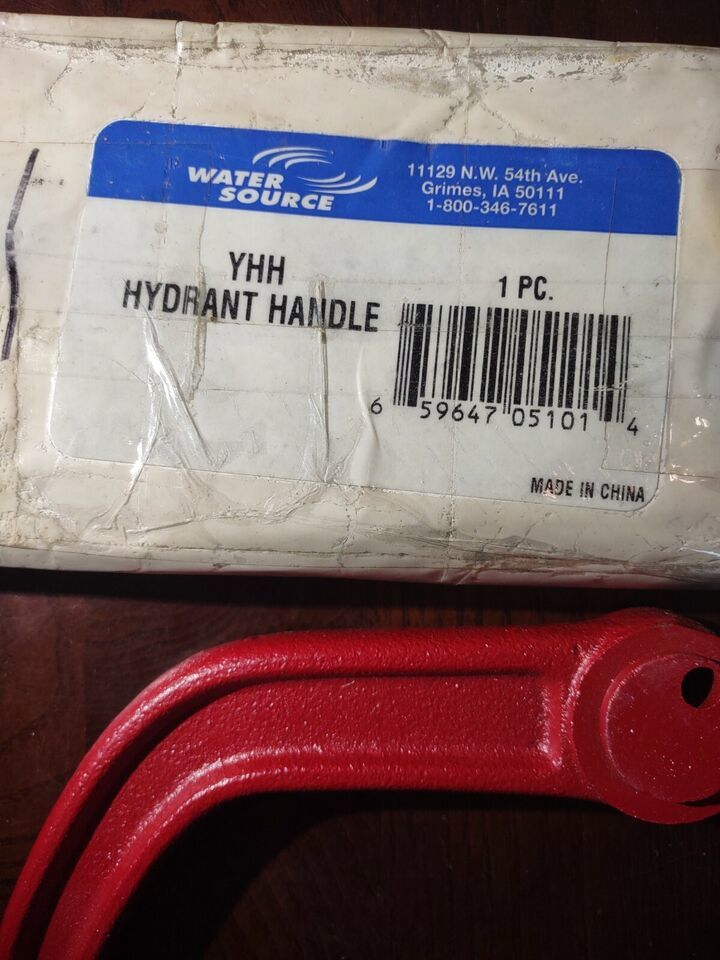 WATER
SOURCE
11129 N.W. 54th Ave.
Grimes, IA 50111
1-800-346-7611
YHH
HYDRANT HANDLE
1 PC.
6 59647 05101 4
MADE IN CHINA